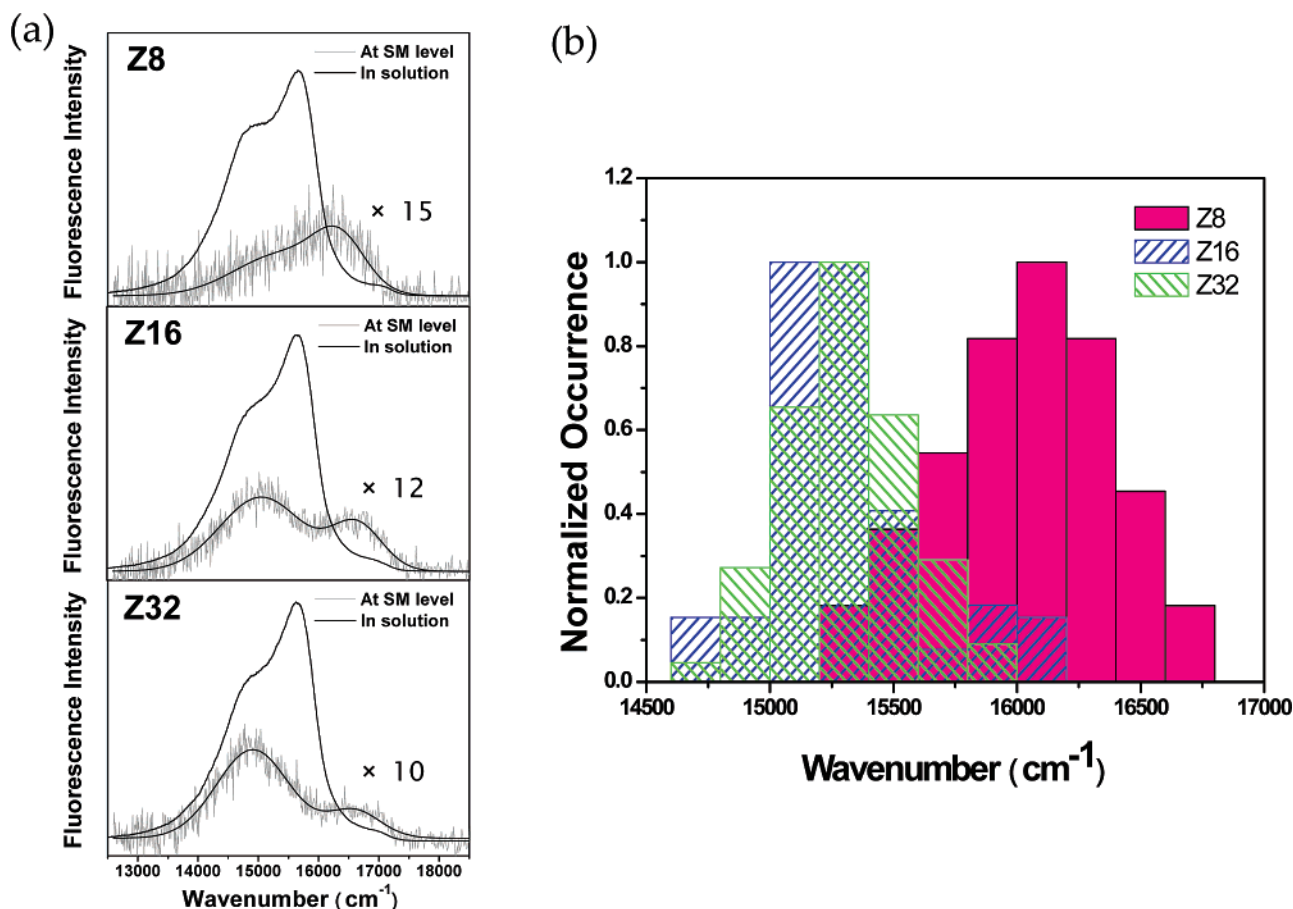 (a)
Z8
At SM level
In solution
× 15
Fluorescence Intensity
Z16
At SM level
In solution
× 12
Fluorescence Intensity
Z32
At SM level
In solution
× 10
Fluorescence Intensity
13000 14000 15000 16000 17000 18000
Wavenumber (cm⁻¹)
(b)
1.2
1.0
0.8
0.6
0.4
0.2
0.0
Normalized Occurrence
Z8
Z16
Z32
14500 15000 15500 16000 16500 17000
Wavenumber (cm⁻¹)